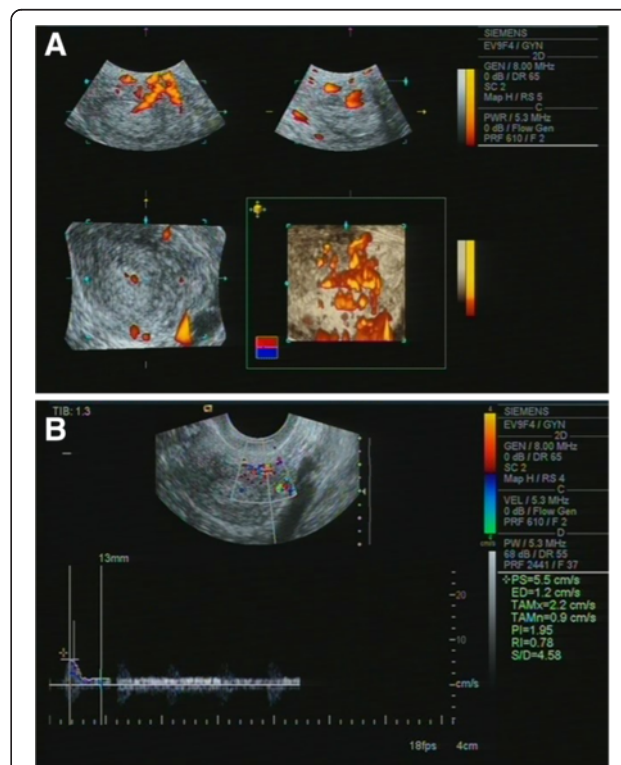 A
SIEMENS
EV9F4 / GYN
2D
GEN / 8.00 MHz
0 dB / DR 65
SC 2
Map H / RS 5
C
PWR / 5.3 MHz
0 dB / Flow Gen
PRF 610 / F 2
B
TIB: 1.3
SIEMENS
EV9F4 / GYN
2D
GEN / 8.00 MHz
0 dB / DR 65
SC 2
Map H / RS 4
C
VEL / 5.3 MHz
0 dB / Flow Gen
PRF 610 / F 2
D
PW / 5.3 MHz
68 dB / DR 55
PRF 2441 / F 37
PS=5.5 cm/s
ED=1.2 cm/s
TAMx=2.2 cm/s
TAMn=0.9 cm/s
PI=1.95
RI=0.78
S/D=4.58
cm/s
13mm
20
10
cm/s
18fps 4cm